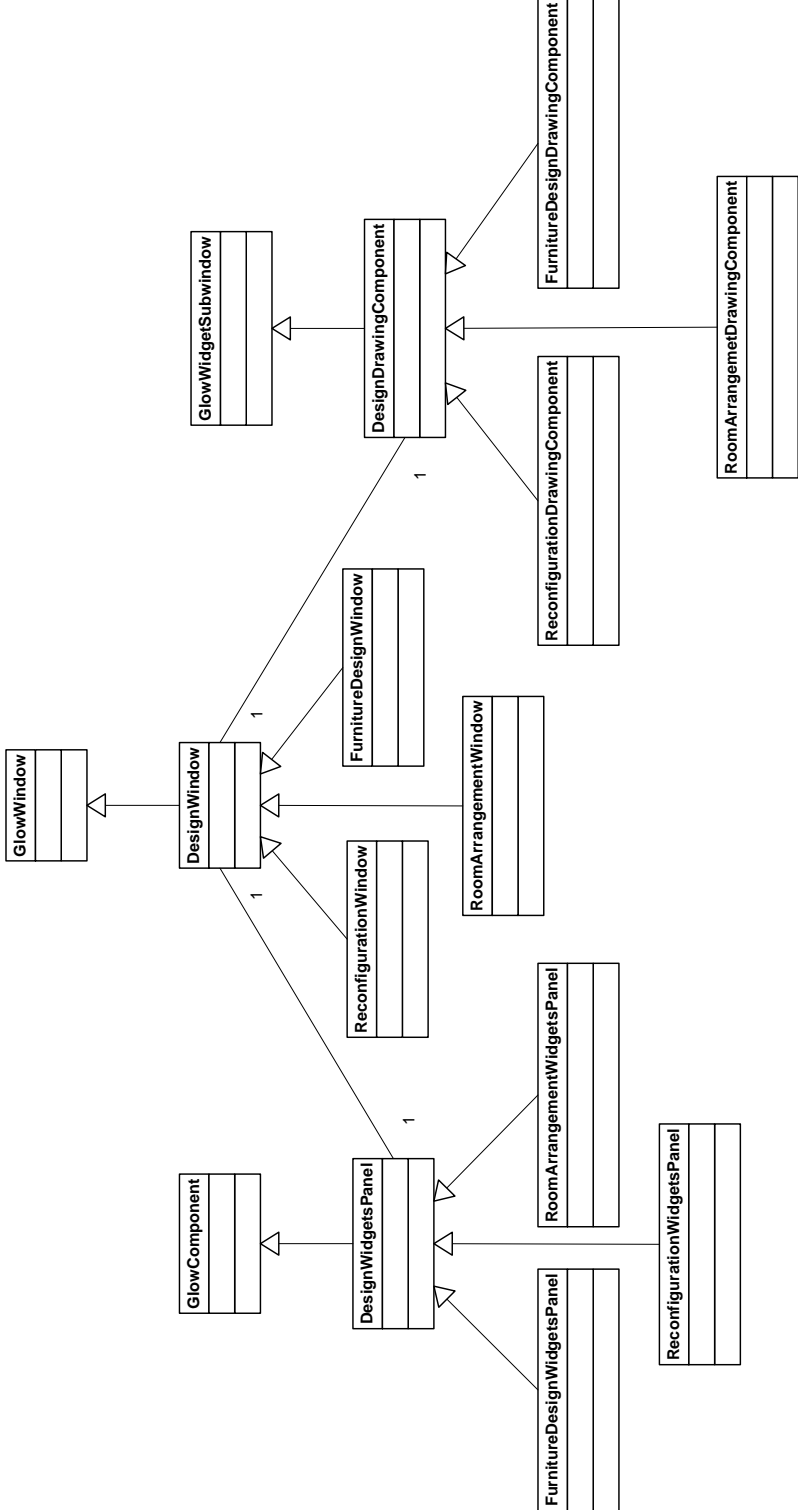 GlowWindow
GlowComponent
DesignWindow
GlowWidgetSubwindow
1
1
DesignWidgetsPanel
ReconfigurationWindow
FurnitureDesignWindow
DesignDrawingComponent
1
1
RoomArrangementWindow
FurnitureDesignWidgetsPanel
RoomArrangementWidgetsPanel
ReconfigurationDrawingComponent
FurnitureDesignDrawingComponent
ReconfigurationWidgetsPanel
RoomArrangemetDrawingComponent